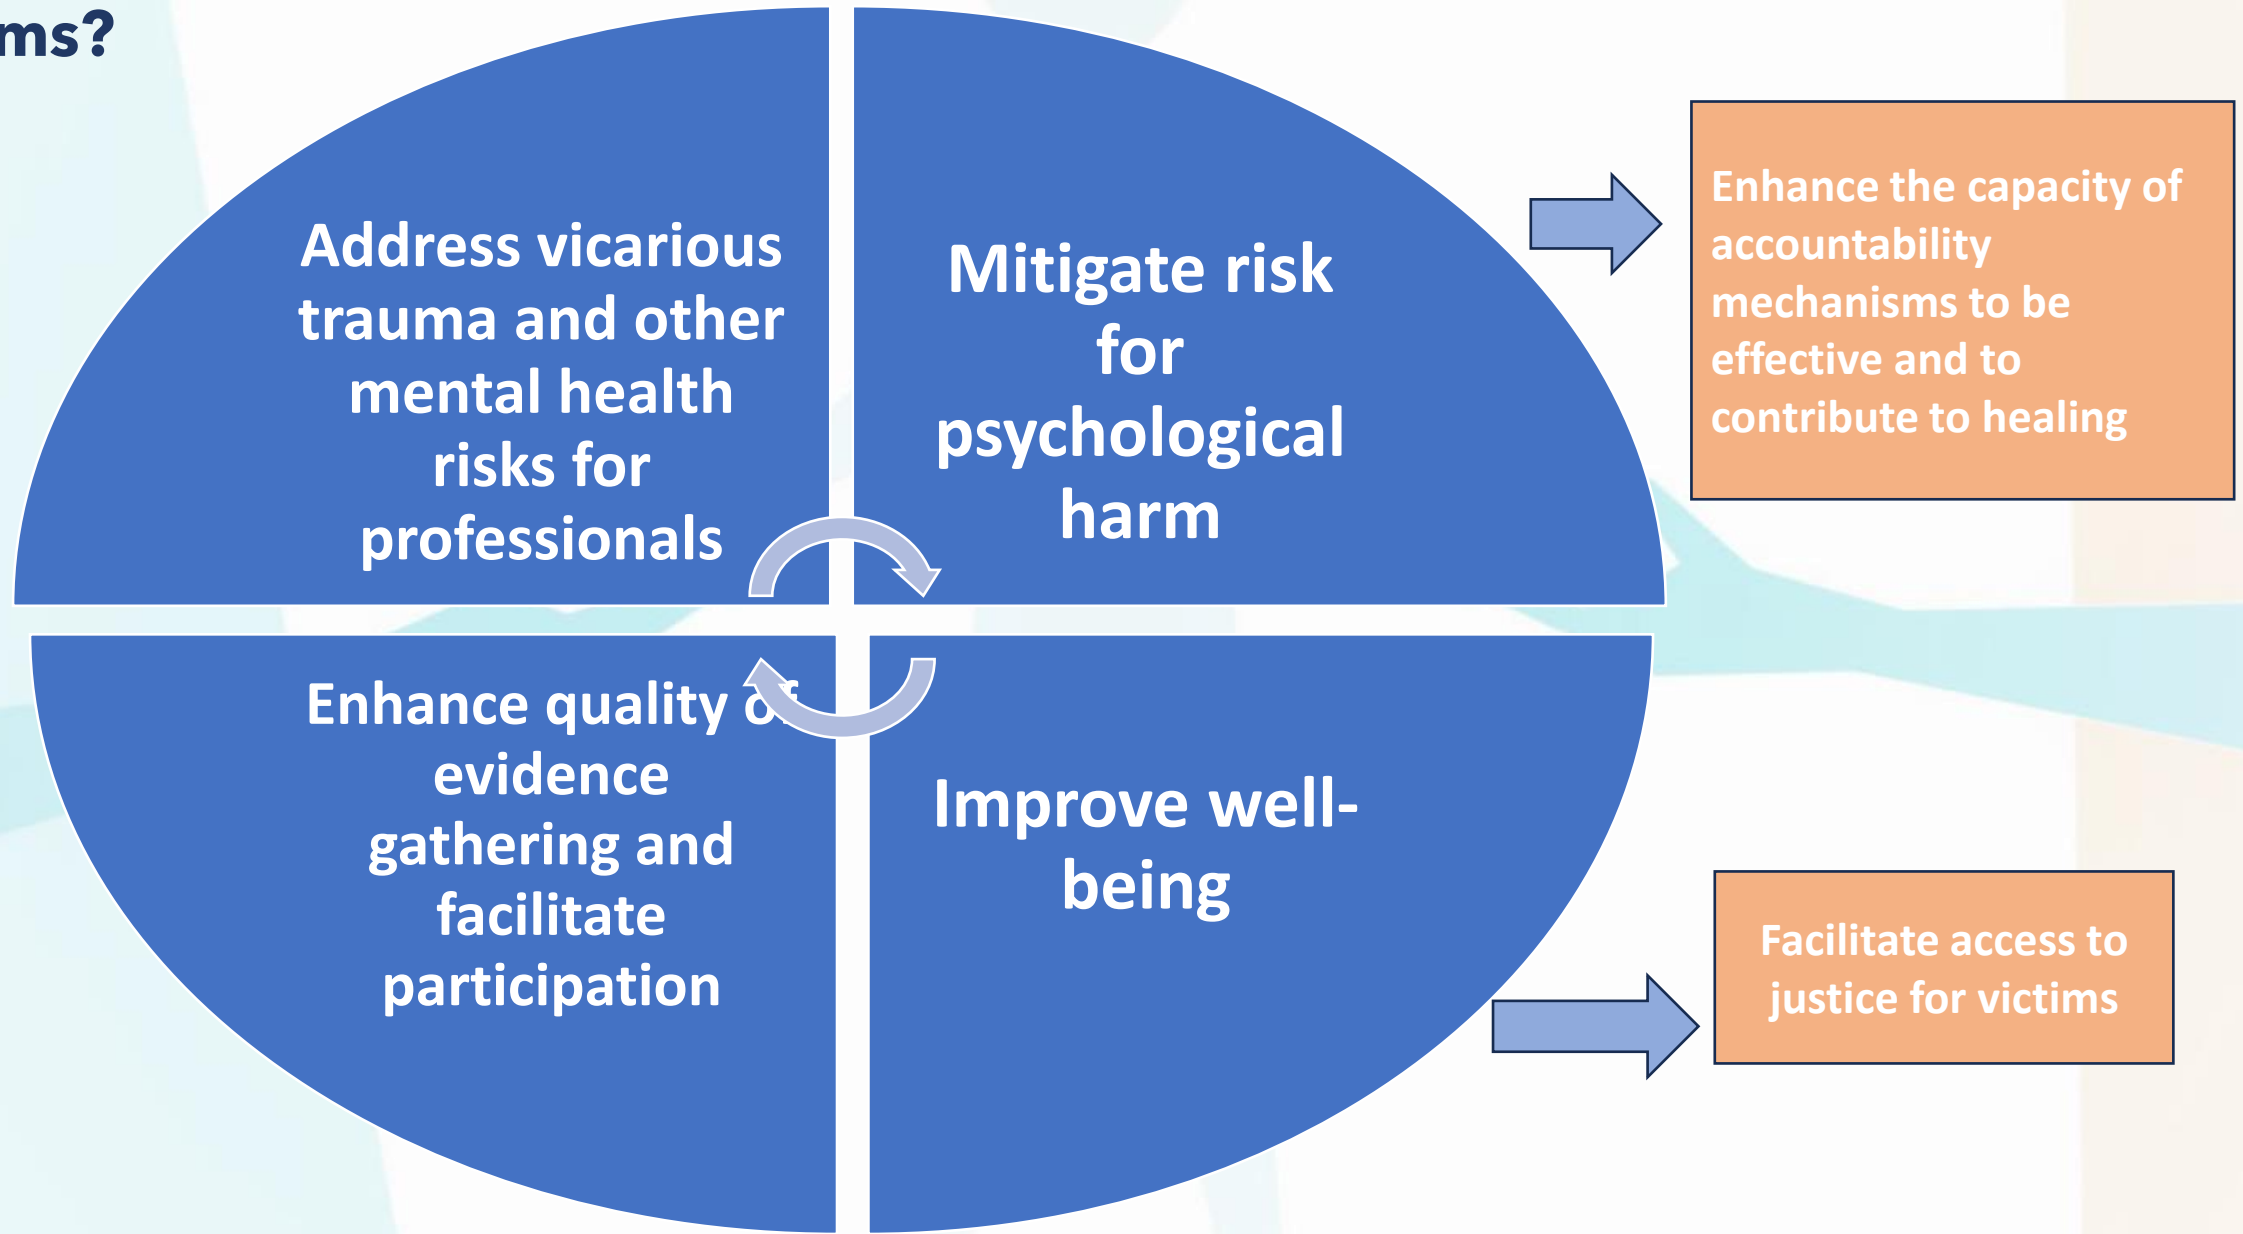 ms?
Address vicarious
trauma and other
mental health
risks for
professionals
Mitigate risk
for
psychological
harm
Enhance the capacity of
accountability
mechanisms to be
effective and to
contribute to healing
Enhance quality of
evidence
gathering and
facilitate
participation
Improve well-
being
Facilitate access to
justice for victims